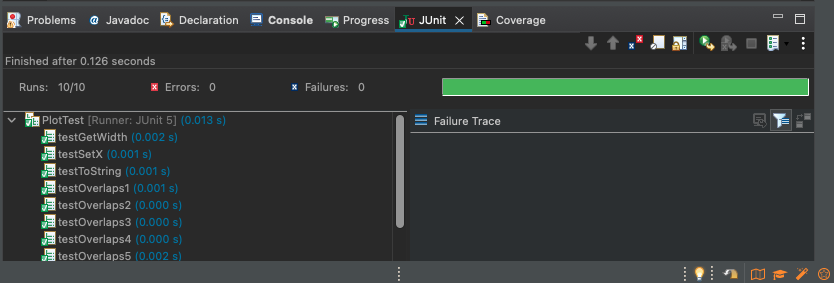 Problems Javadoc Declaration Console Progress JUnit Coverage
Finished after 0.126 seconds
Runs: 10/10 Errors: 0 Failures: 0
PlotTest [Runner: JUnit 5] (0.013 s)
Failure Trace
testGetWidth (0.002 s)
testSetX (0.001 s)
testToString (0.001 s)
testOverlaps1 (0.001 s)
testOverlaps2 (0.000 s)
testOverlaps3 (0.000 s)
testOverlaps4 (0.000 s)
testOverlaps5 (0.002 s)